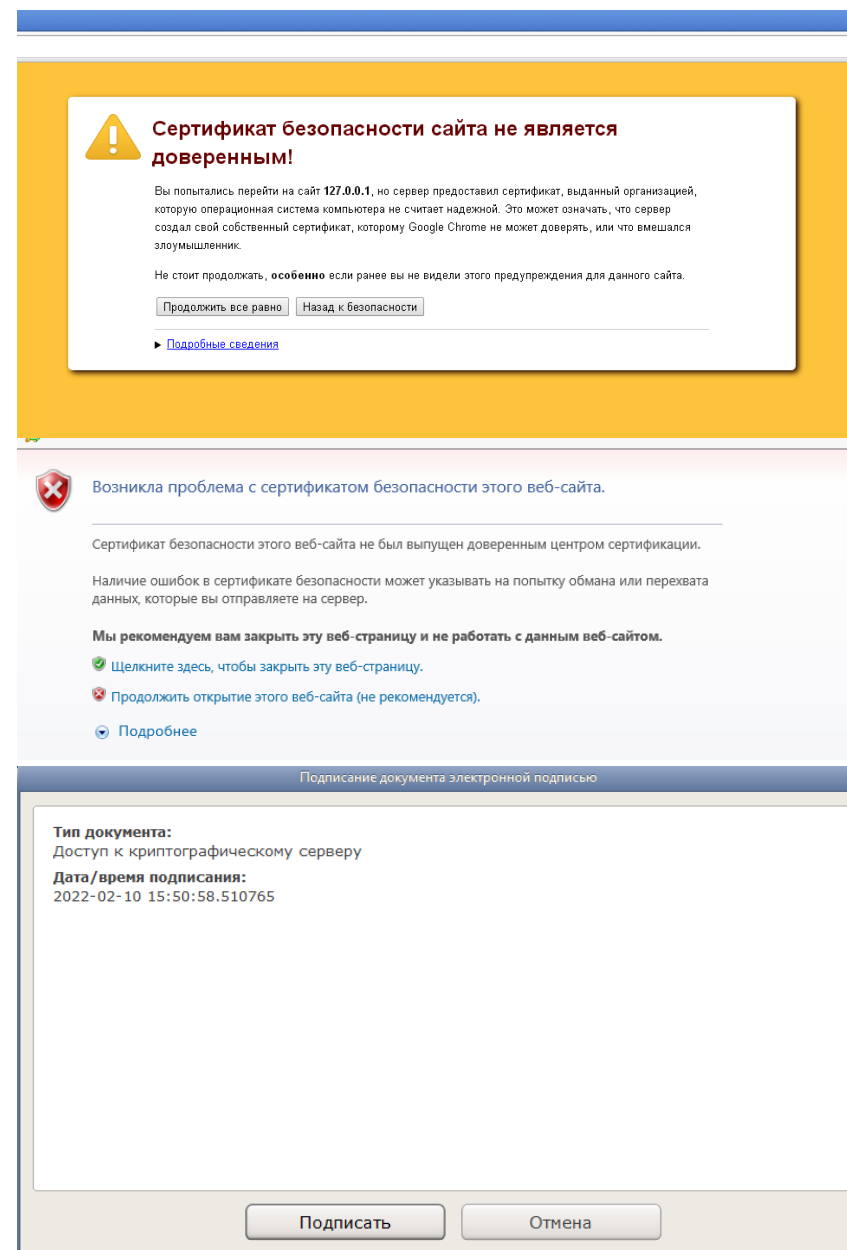 Сертификат безопасности сайта не является
доверенным!
Вы попытались перейти на сайт 127.0.0.1, но сервер предоставил сертификат, выданный организацией,
которую операционная система компьютера не считает надежной. Это может означать, что сервер
создал свой собственный сертификат, которому Google Chrome не может доверять, или что вмешался
злоумышленник.
Не стоит продолжать, особенно если ранее вы не видели этого предупреждения для данного сайта.
Продолжить все равно Назад к безопасности
Подробные сведения
Возникла проблема с сертификатом безопасности этого веб-сайта.
Сертификат безопасности этого веб-сайта не был выпущен доверенным центром сертификации.
Наличие ошибок в сертификате безопасности может указывать на попытку обмана или перехвата
данных, которые вы отправляете на сервер.
Мы рекомендуем вам закрыть эту веб-страницу и не работать с данным веб-сайтом.
Щелкните здесь, чтобы закрыть эту веб-страницу.
Продолжить открытие этого веб-сайта (не рекомендуется).
Подробнее
Подписание документа электронной подписью
Тип документа:
Доступ к криптографическому серверу
Дата/время подписания:
2022-02-10 15:50:58.510765
Подписать Отмена